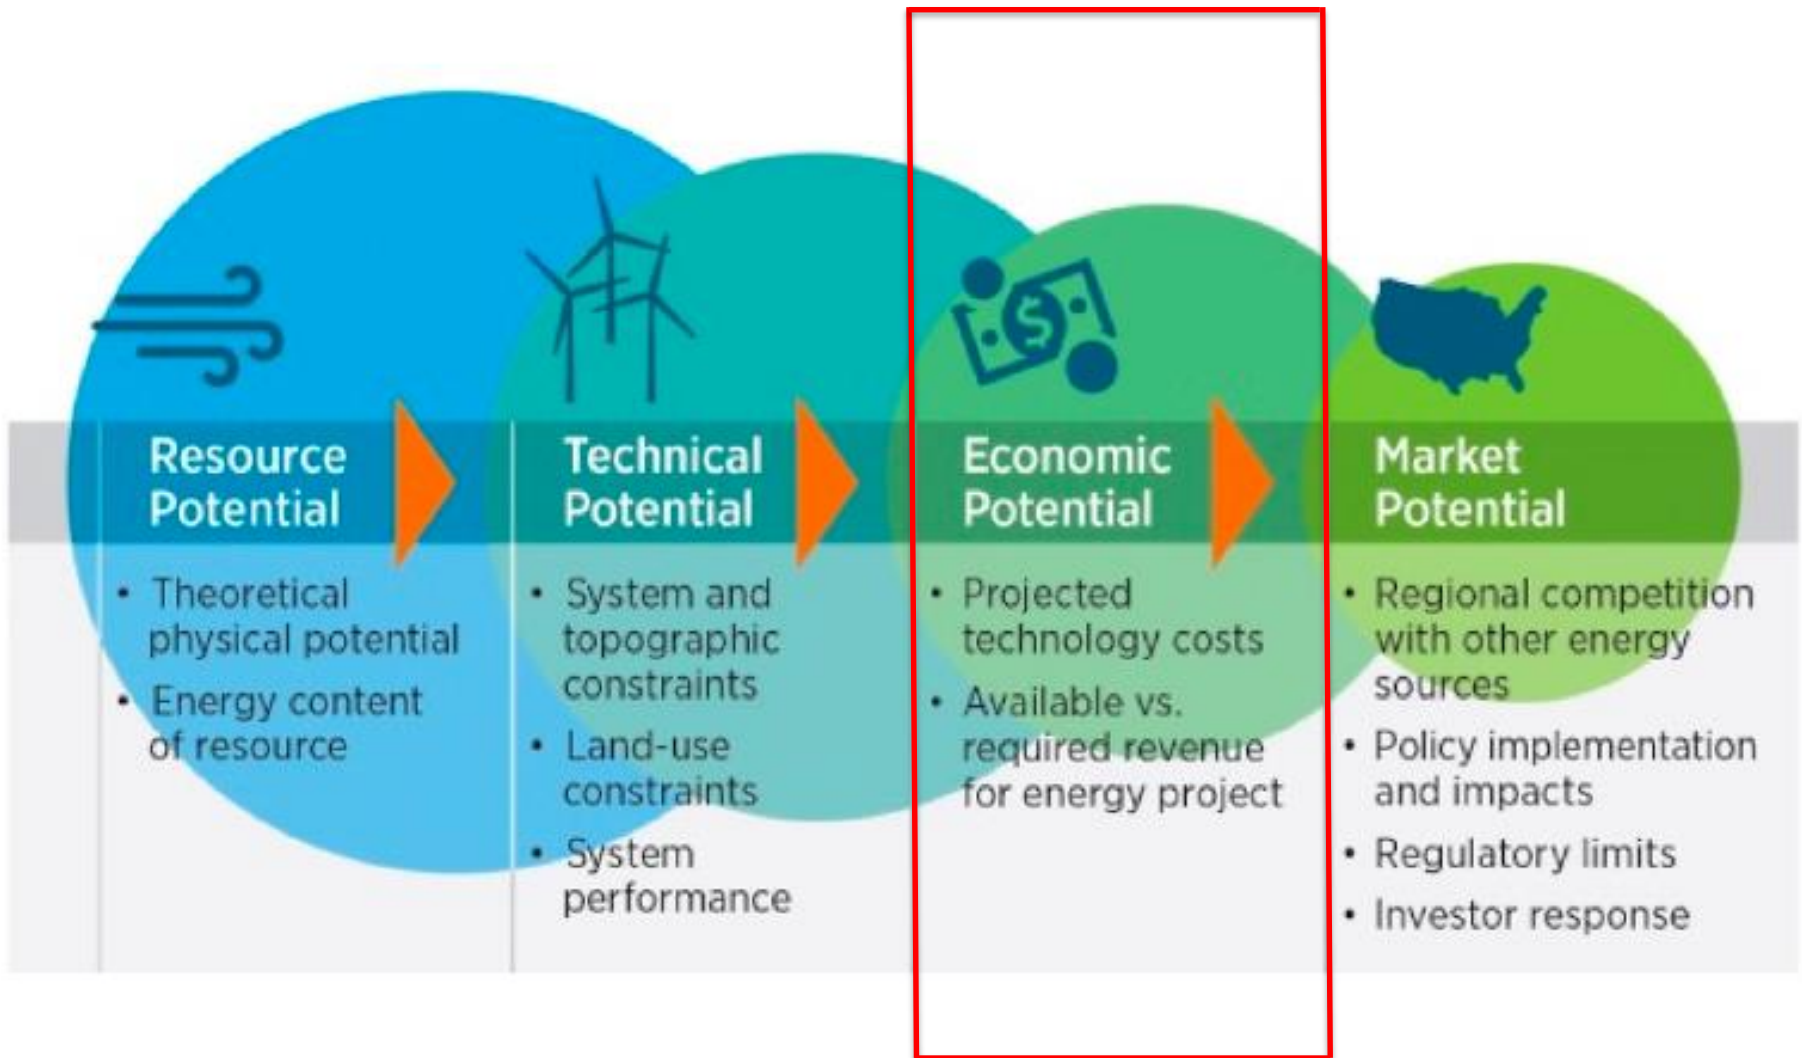 Resource
Potential
• Theoretical
physical potential
• Energy content
of resource
Technical
Potential
• System and
topographic
constraints
• Land-use
constraints
• System
performance
$
Economic
Potential
• Projected
technology costs
• Available vs.
required revenue
for energy project
Market
Potential
• Regional competition
with other energy
sources
• Policy implementation
and impacts
• Regulatory limits
• Investor response